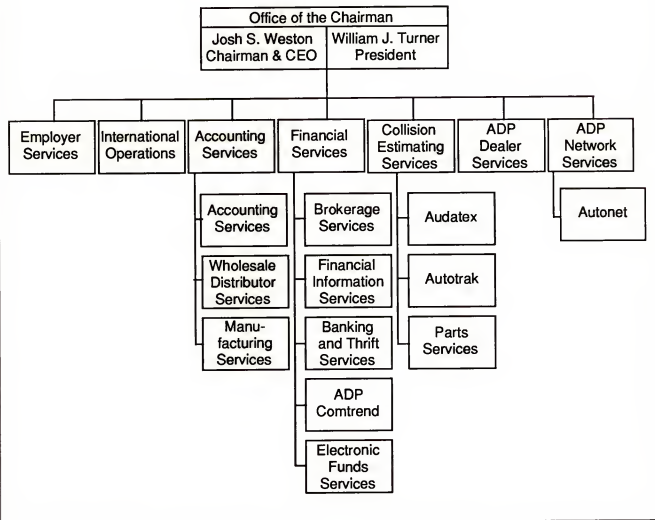 Office of the Chairman
Josh S. Weston
Chairman & CEO
William J. Turner
President
Employer
Services
International
Operations
Accounting
Services
Financial
Services
Collision
Estimating
Services
ADP
Dealer
Services
ADP
Network
Services
Accounting
Services
Wholesale
Distributor
Services
Manu-
facturing
Services
Brokerage
Services
Financial
Information
Services
Banking
and Thrift
Services
ADP
Comtrend
Electronic
Funds
Services
Audatex
Autotrak
Parts
Services
Autonet